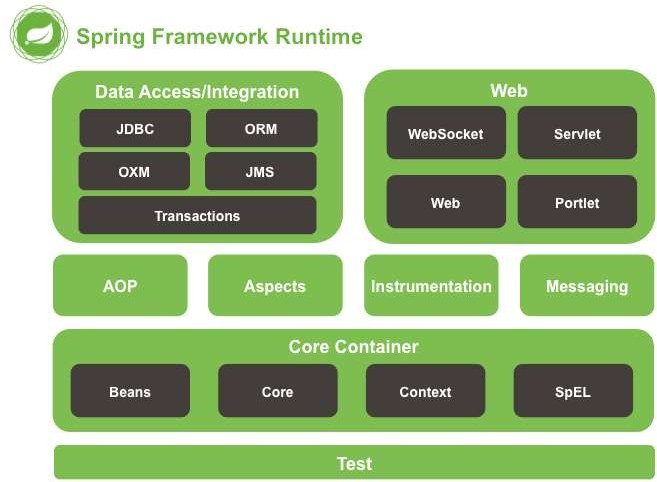 Spring Framework Runtime
Data Access/Integration
JDBC
ORM
OXM
JMS
Transactions
Web
WebSocket
Servlet
Web
Portlet
AOP
Aspects
Instrumentation
Messaging
Core Container
Beans
Core
Context
SpEL
Test